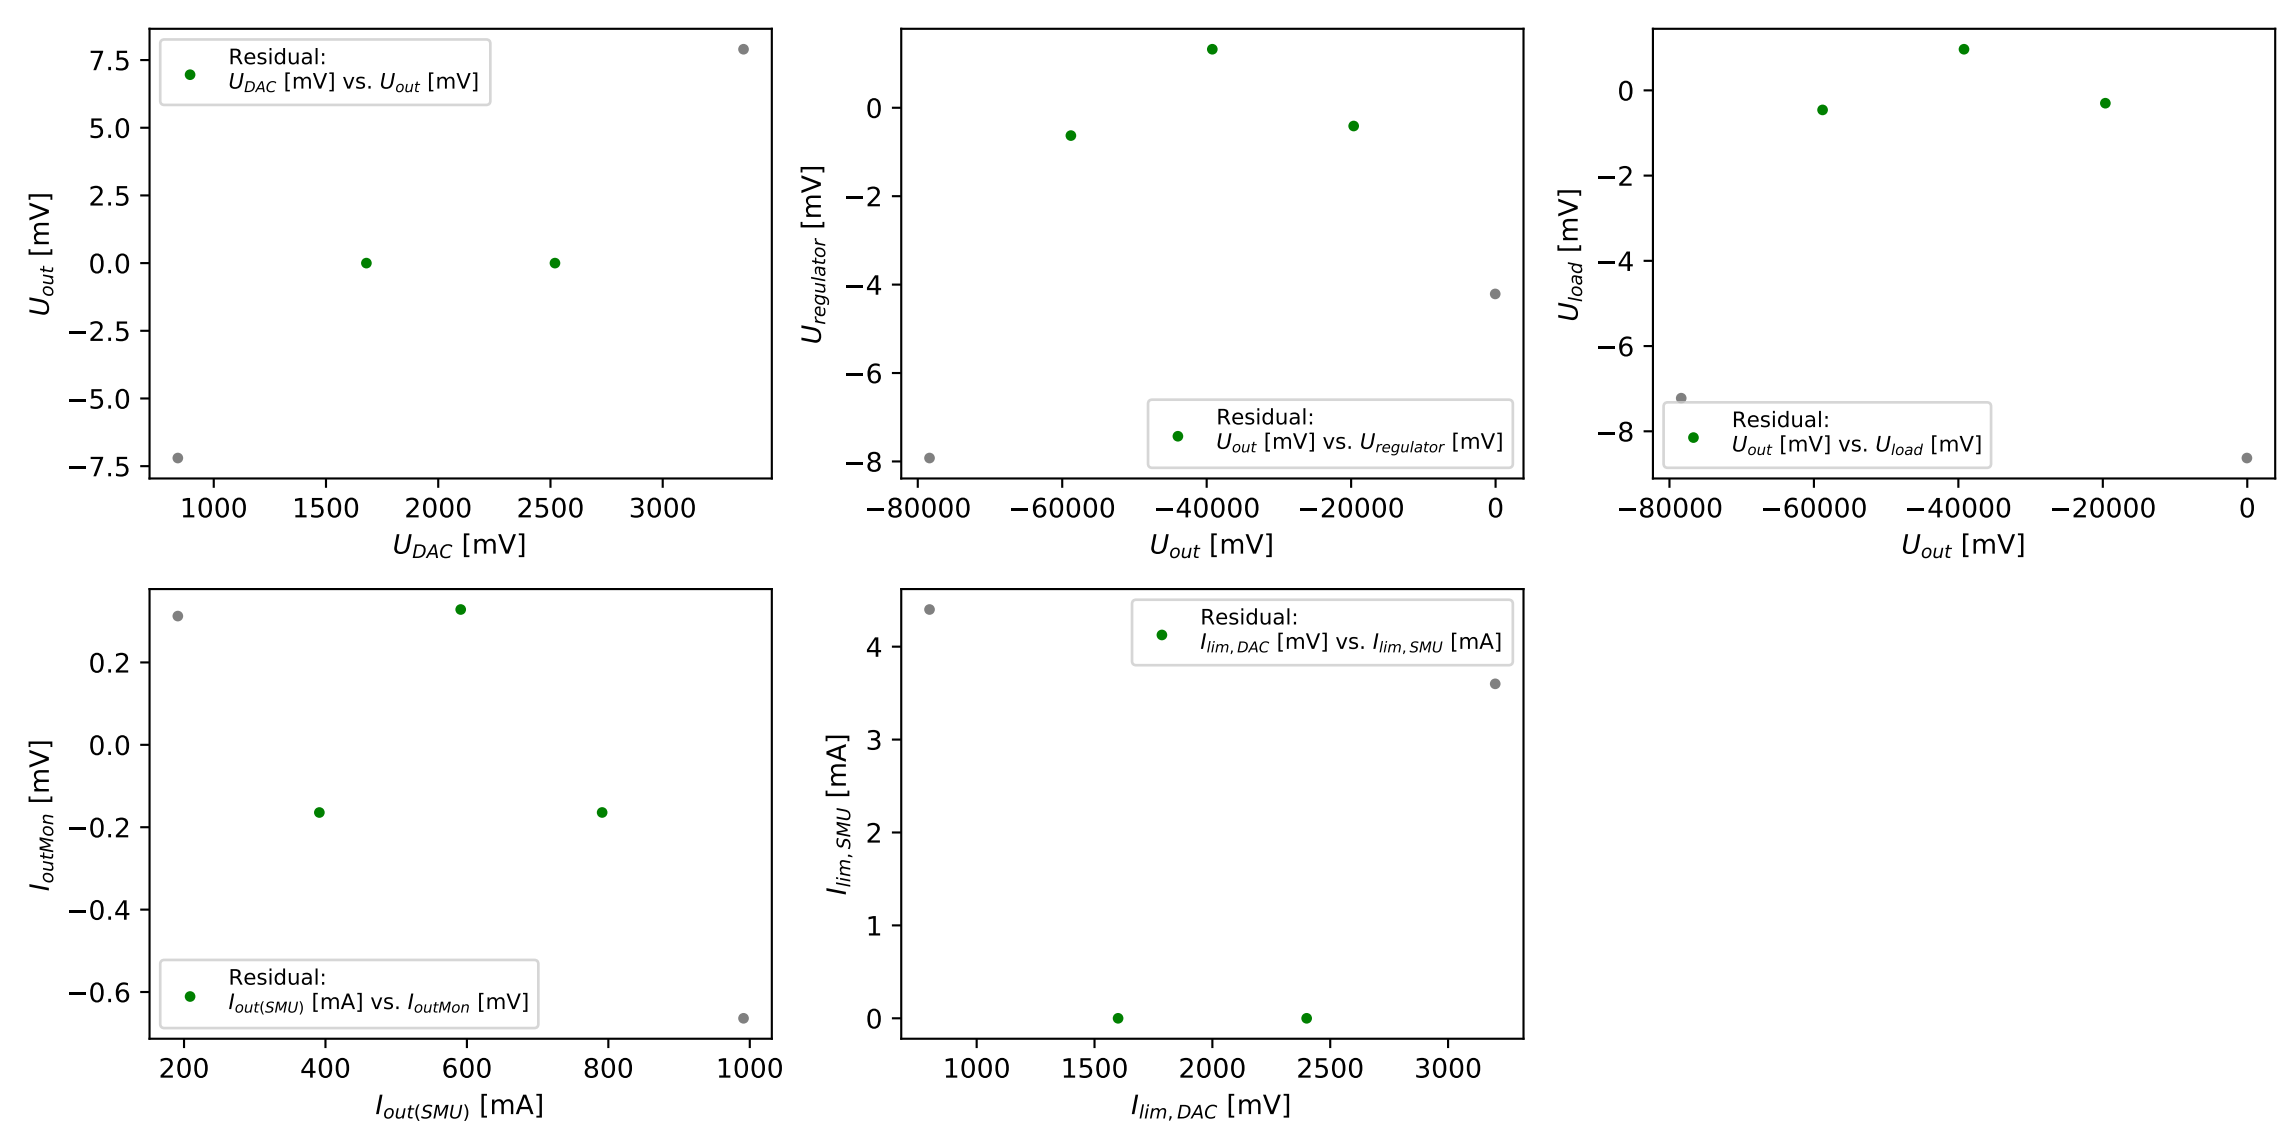 7.5
5.0
2.5
0.0
−2.5
−5.0
−7.5
U_out [mV]
Residual:
U_DAC [mV] vs. U_out [mV]
1000 1500 2000 2500 3000
U_DAC [mV]
0
−2
−4
−6
−8
U_regulator [mV]
Residual:
U_out [mV] vs. U_regulator [mV]
−80000 −60000 −40000 −20000 0
U_out [mV]
0
−2
−4
−6
−8
U_load [mV]
Residual:
U_out [mV] vs. U_load [mV]
−80000 −60000 −40000 −20000 0
U_out [mV]
0.2
0.0
−0.2
−0.4
−0.6
I_outMon [mV]
Residual:
I_out(SMU) [mA] vs. I_outMon [mV]
200 400 600 800 1000
I_out(SMU) [mA]
4
3
2
1
0
I_lim, SMU [mA]
Residual:
I_lim, DAC [mV] vs. I_lim, SMU [mA]
1000 1500 2000 2500 3000
I_lim, DAC [mV]